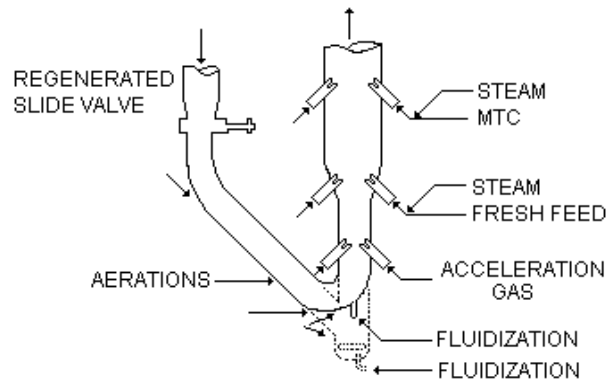 REGENERATED
SLIDE VALVE
STEAM
MTC
STEAM
FRESH FEED
AERATIONS
ACCELERATION
GAS
FLUIDIZATION
FLUIDIZATION